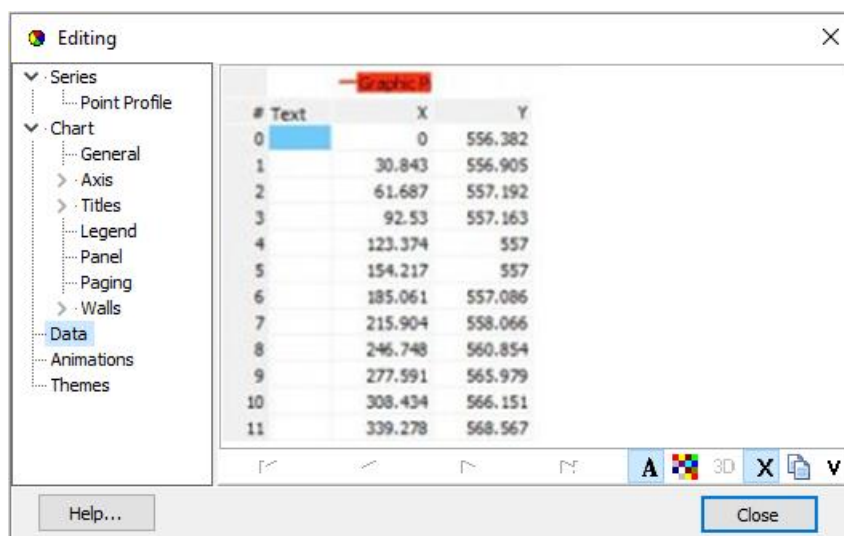 Editing
Series
Point Profile
Chart
General
Axis
Titles
Legend
Panel
Paging
Walls
Data
Animations
Themes
Graphic P
# Text X Y
0 0 556.382
1 30.843 556.905
2 61.687 557.192
3 92.53 557.163
4 123.374 557
5 154.217 557
6 185.061 557.086
7 215.904 558.066
8 246.748 560.854
9 277.591 565.979
10 308.434 566.151
11 339.278 568.567
A 3D X V
Help...
Close